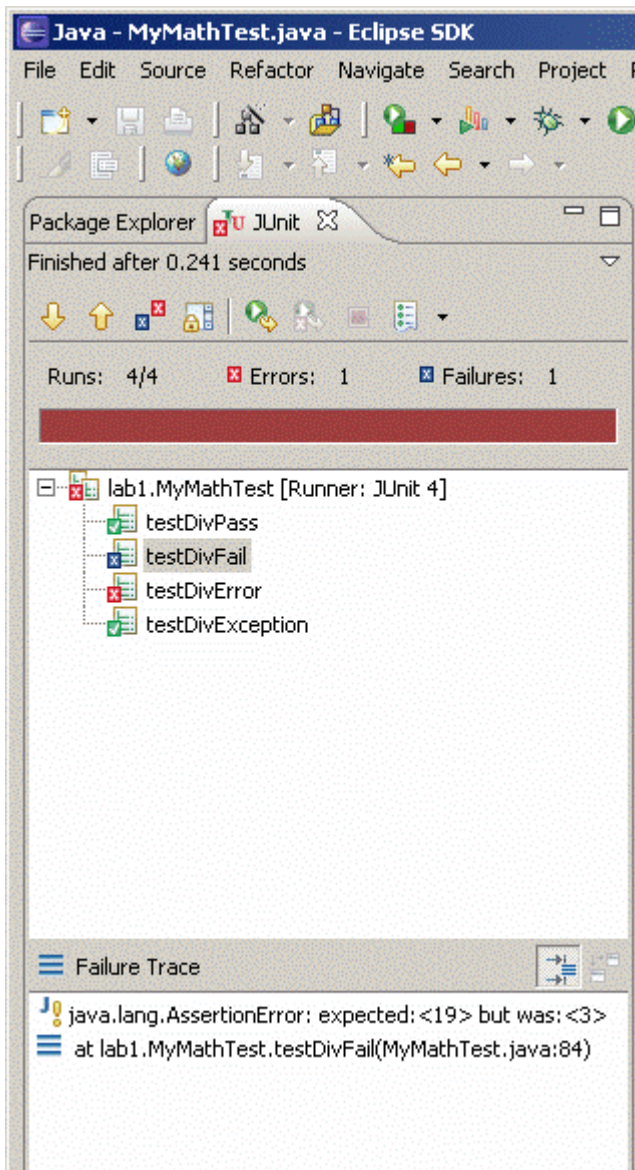 Java - MyMathTest.java - Eclipse SDK
File Edit Source Refactor Navigate Search Project
Package Explorer JUnit
Finished after 0.241 seconds
Runs: 4/4 Errors: 1 Failures: 1
lab1.MyMathTest [Runner: JUnit 4]
testDivPass
testDivFail
testDivError
testDivException
Failure Trace
java.lang.AssertionError: expected:<19> but was:<3>
at lab1.MyMathTest.testDivFail(MyMathTest.java:84)